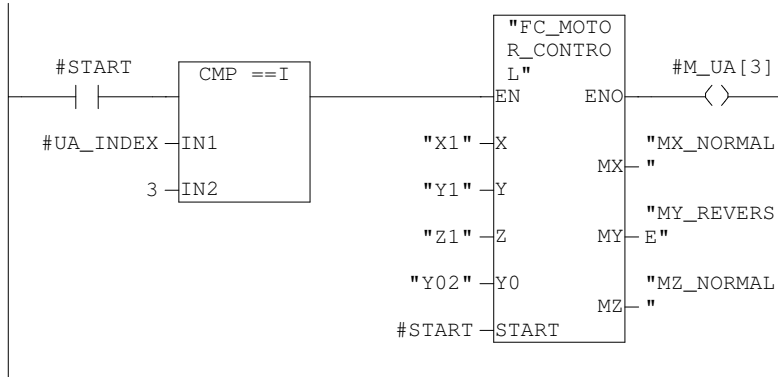 "FC_MOTO
R_CONTRO
L"
#START
CMP ==I
#M_UA[3]
EN
ENO
#UA_INDEX
IN1
"X1"
X
"MX_NORMAL
MX
"
3
IN2
"Y1"
Y
"MY_REVERS
"Z1"
Z
MY
E"
"Y02"
Y0
"MZ_NORMAL
MZ
"
#START
START